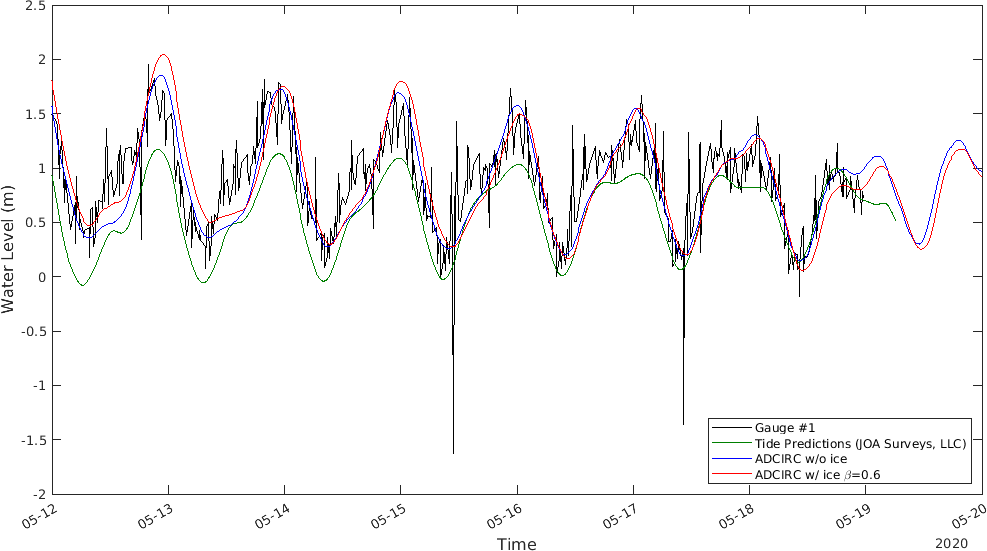 2.5
2
1.5
1
0.5
0
-0.5
-1
-1.5
-2
Water Level (m)
Gauge #1
Tide Predictions (JOA Surveys, LLC)
ADCIRC w/o ice
ADCIRC w/ ice β=0.6
05-12 05-13 05-14 05-15 05-16 05-17 05-18 05-19 05-20
Time
2020